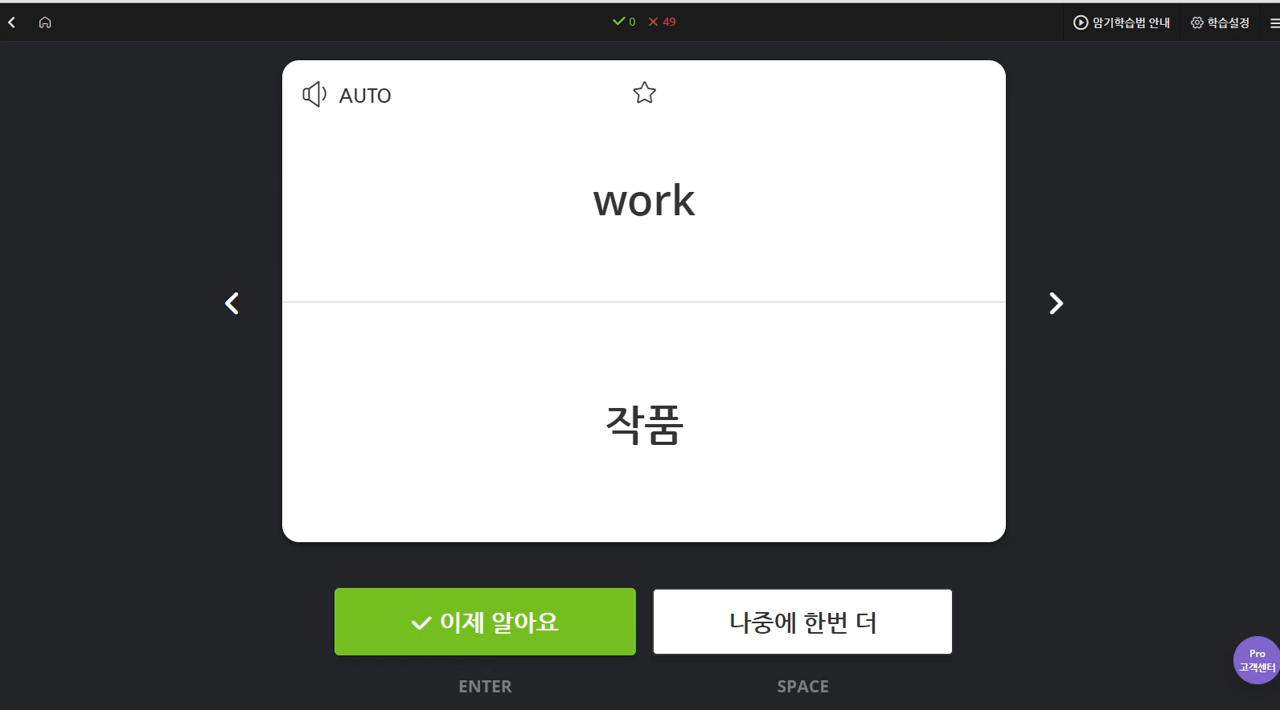 0 49 암기학습법 안내 학습설정
AUTO
work
작품
이제 알아요 나중에 한번 더
ENTER SPACE
Pro
고객센터